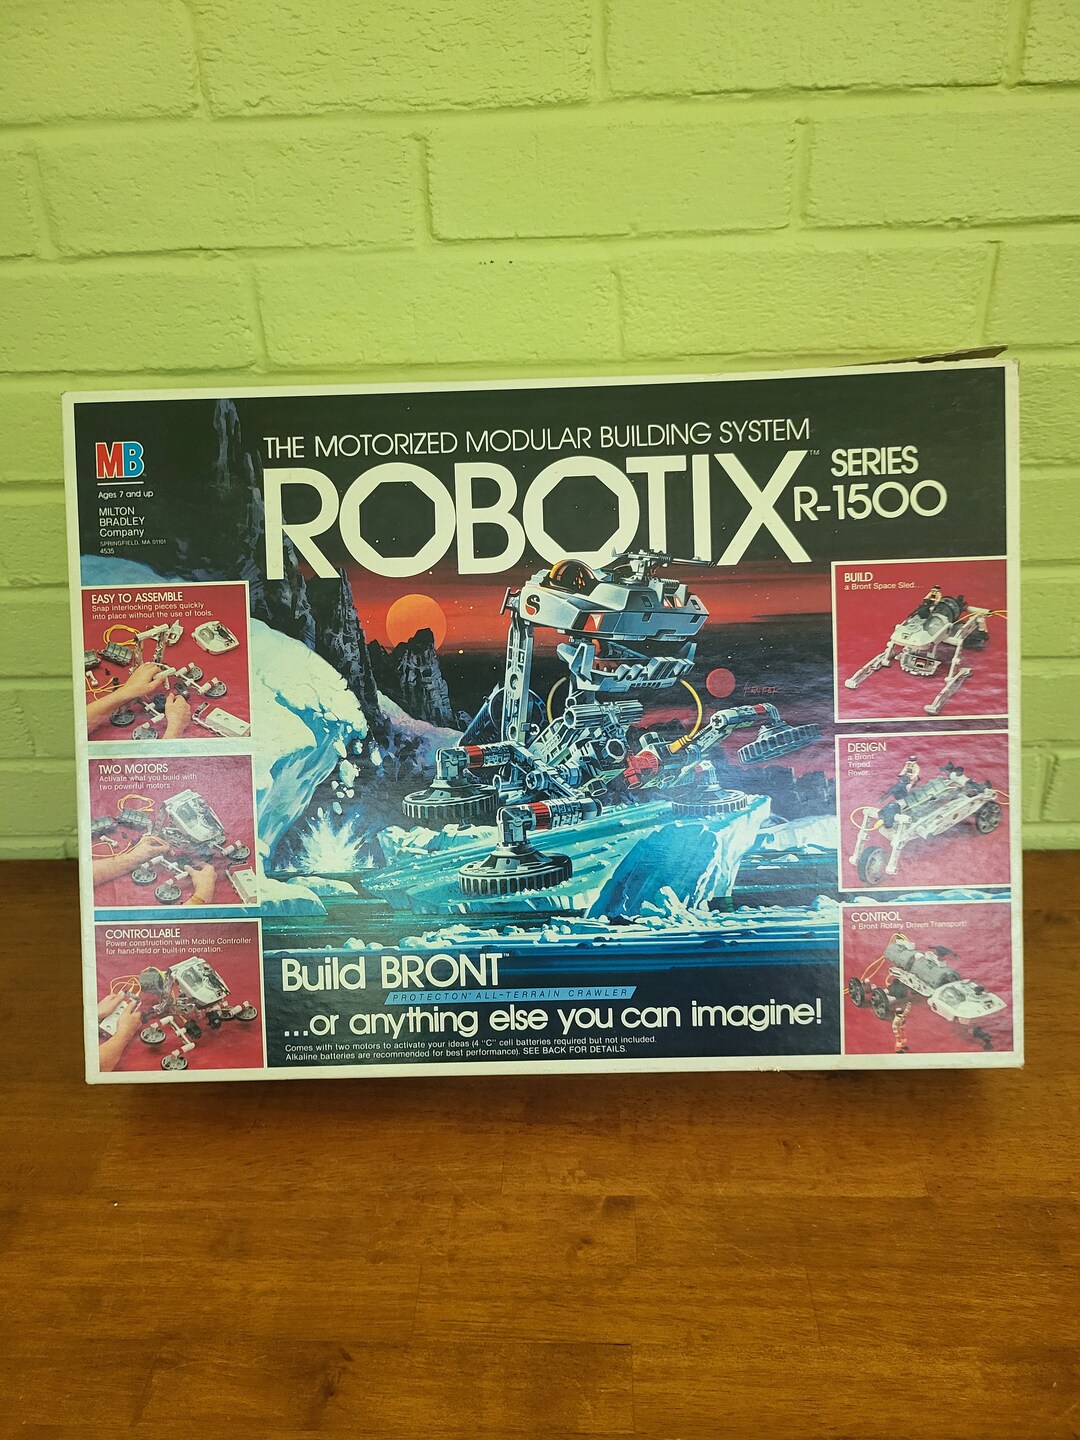 THE MOTORIZED MODULAR BUILDING SYSTEM
ROBOTIX™
SERIES
R-1500
MB
Ages 7 and up
MILTON
BRADLEY
Company
SPRINGFIELD, MA 01101
4535
EASY TO ASSEMBLE
Snap interlocking pieces quickly
into place without the use of tools.
TWO MOTORS
Activate what you build with
two powerful motors
CONTROLLABLE
Power construction with Mobile Controller
for hand-held or built-in operation.
BUILD
a Bront Space Sled...
DESIGN
a Bront
Tripod
Rover...
CONTROL
a Bront Rotary Driven Transport!
S
Build BRONT™
PROTECTON™ ALL-TERRAIN CRAWLER
...or anything else you can imagine!
Comes with two motors to activate your ideas (4 "C" cell batteries required but not included.
Alkaline batteries are recommended for best performance). SEE BACK FOR DETAILS.